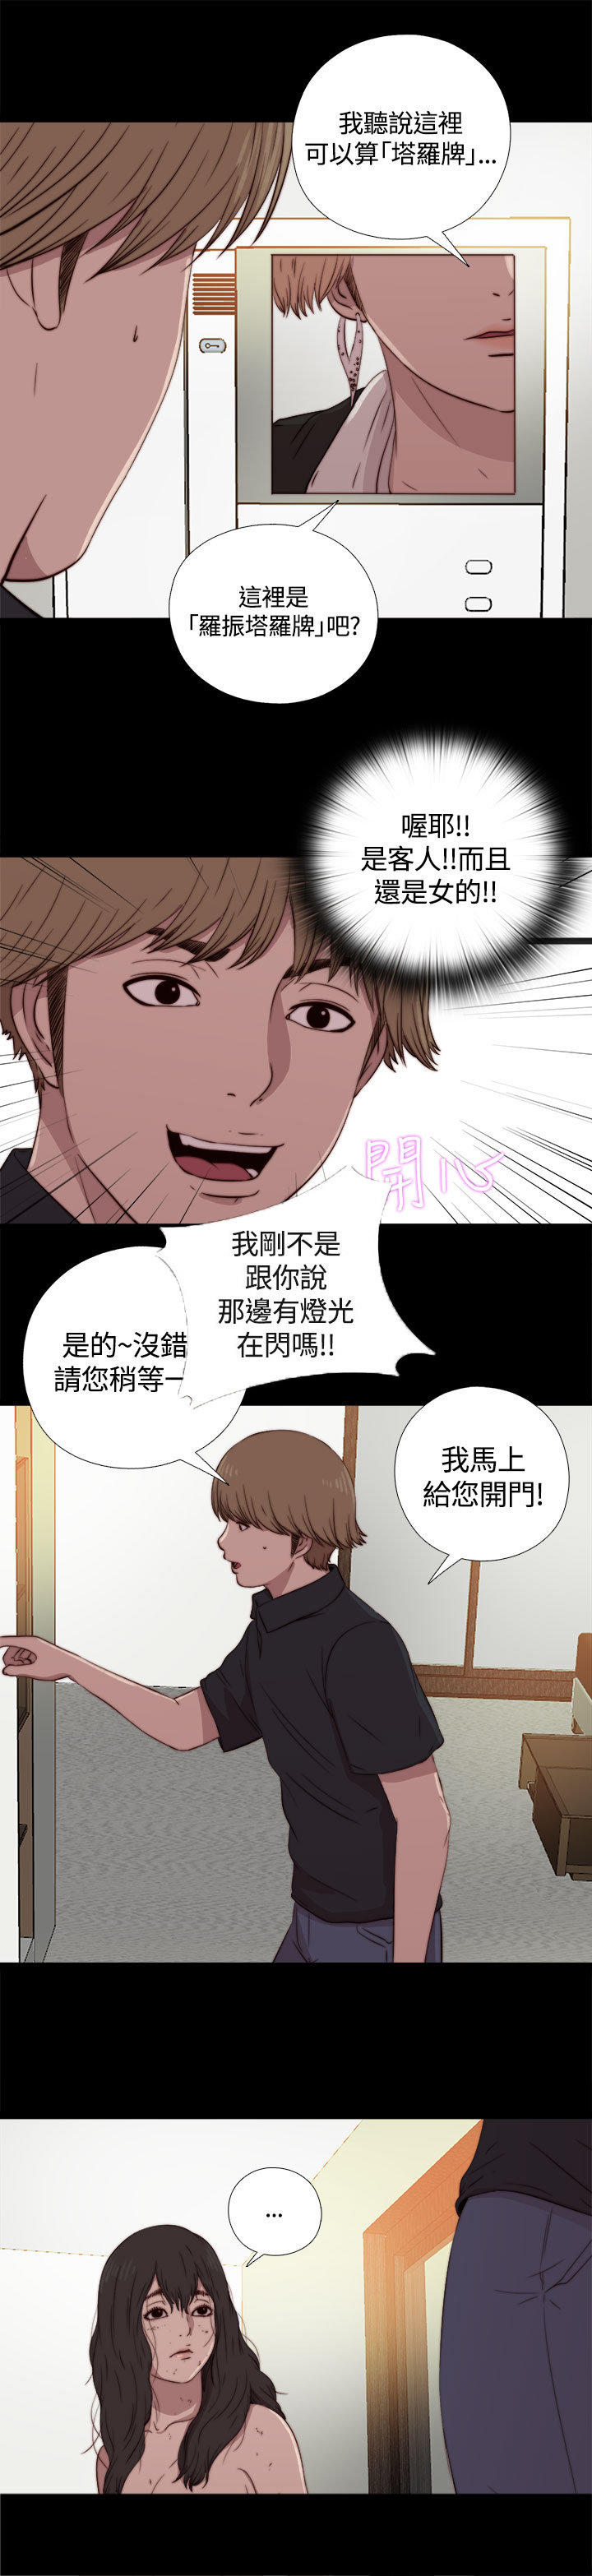 我聽說這裡
可以算「塔羅牌」...
這裡是
「羅振塔羅牌」吧?
喔耶!!
是客人!!而且
還是女的!!
開心
我剛不是
跟你說
那邊有燈光
在閃嗎!!
是的~沒錯
請您稍等—
我馬上
給您開門!
...